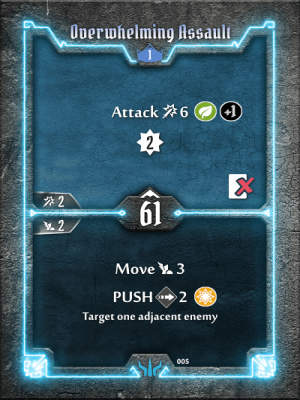 Overwhelming Assault
1
Attack 6 +1
2
2
61
2
Move 3
PUSH 2
Target one adjacent enemy
005